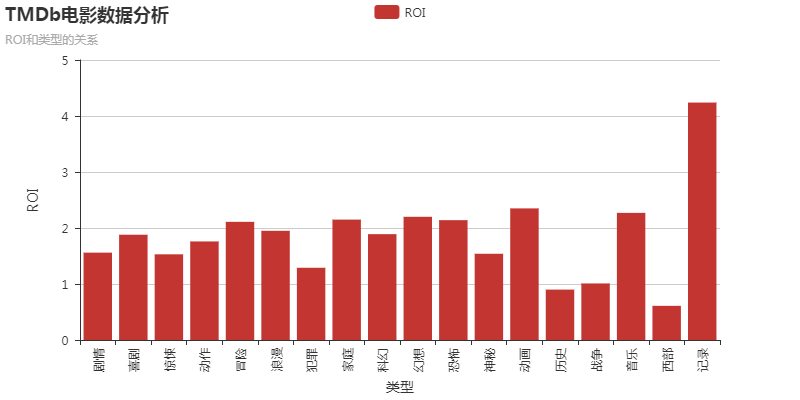 TMDb电影数据分析
ROI和类型的关系
ROI
ROI
5
4
3
2
1
0
剧情
喜剧
惊悚
动作
冒险
浪漫
犯罪
家庭
科幻
幻想
恐怖
神秘
动画
历史
战争
音乐
西部
记录
类型